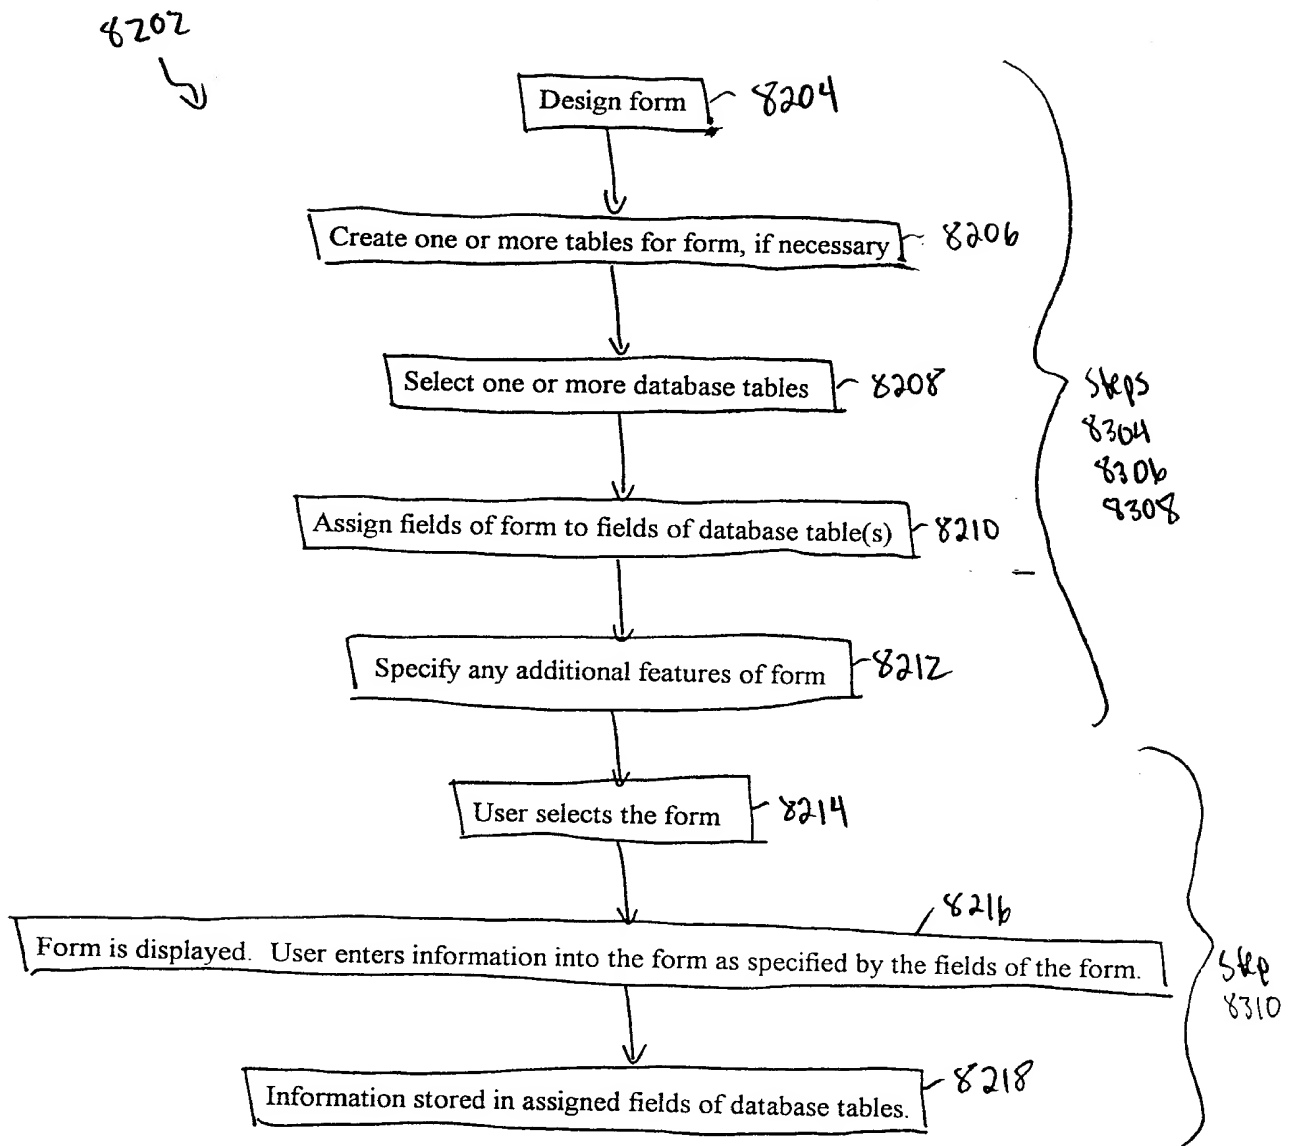 8202
Design form 8204
Create one or more tables for form, if necessary 8206
Select one or more database tables 8208
Steps
8304
8306
8308
Assign fields of form to fields of database table(s) 8210
Specify any additional features of form 8212
User selects the form 8214
8216
Form is displayed. User enters information into the form as specified by the fields of the form.
Step
8310
Information stored in assigned fields of database tables. 8218